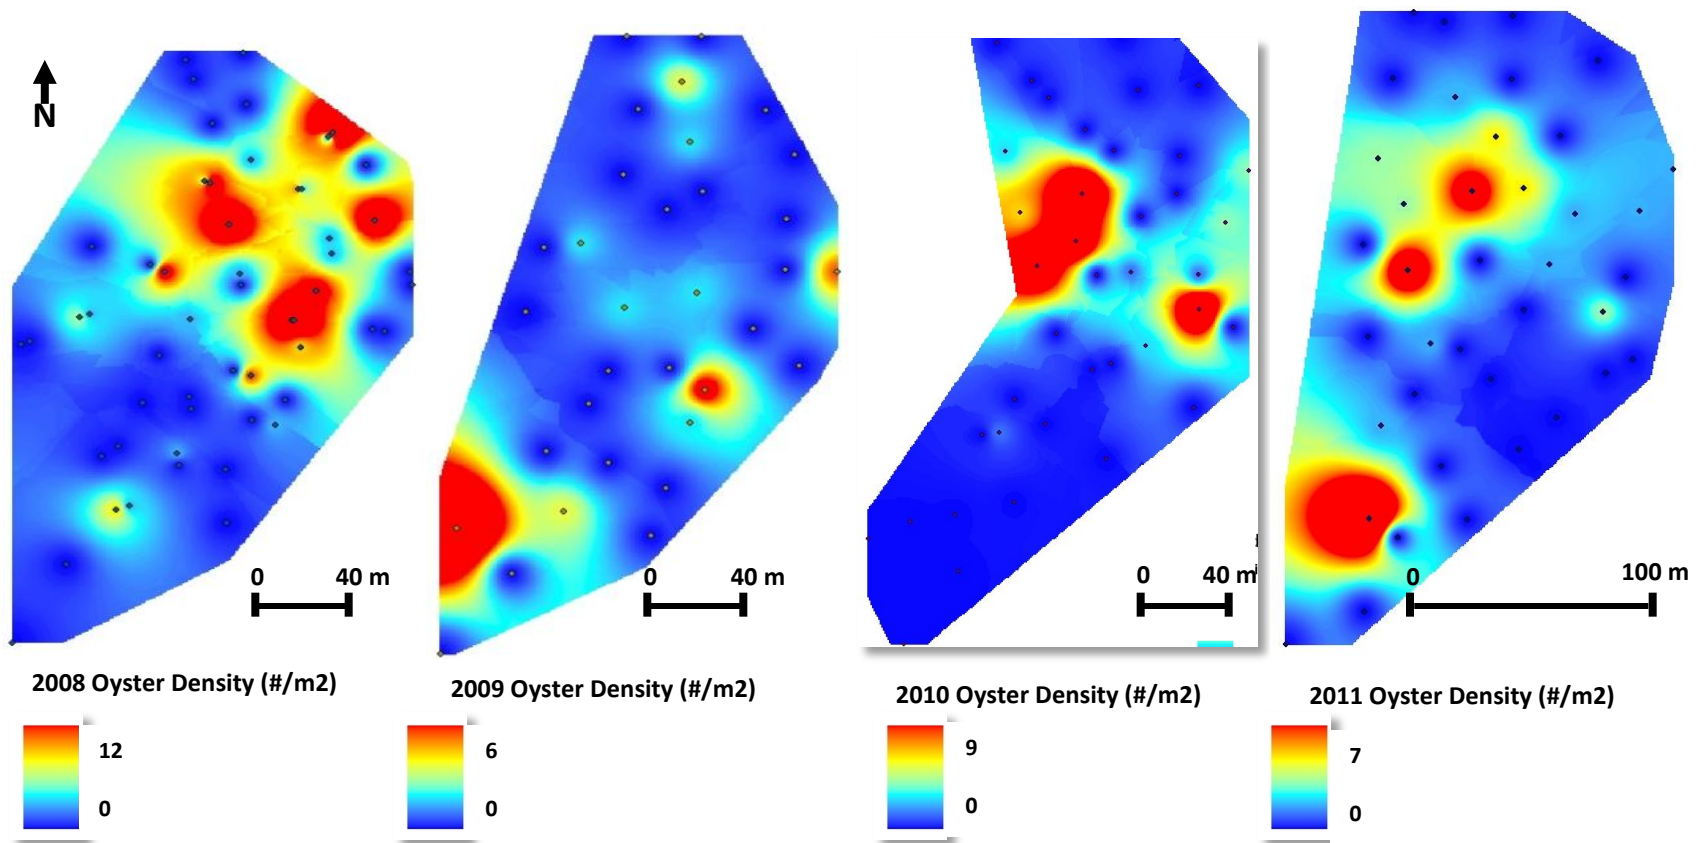 N
0 40 m
0 40 m
0 40 m
0 100 m
2008 Oyster Density (#/m2)
2009 Oyster Density (#/m2)
2010 Oyster Density (#/m2)
2011 Oyster Density (#/m2)
12
0
6
0
9
0
7
0